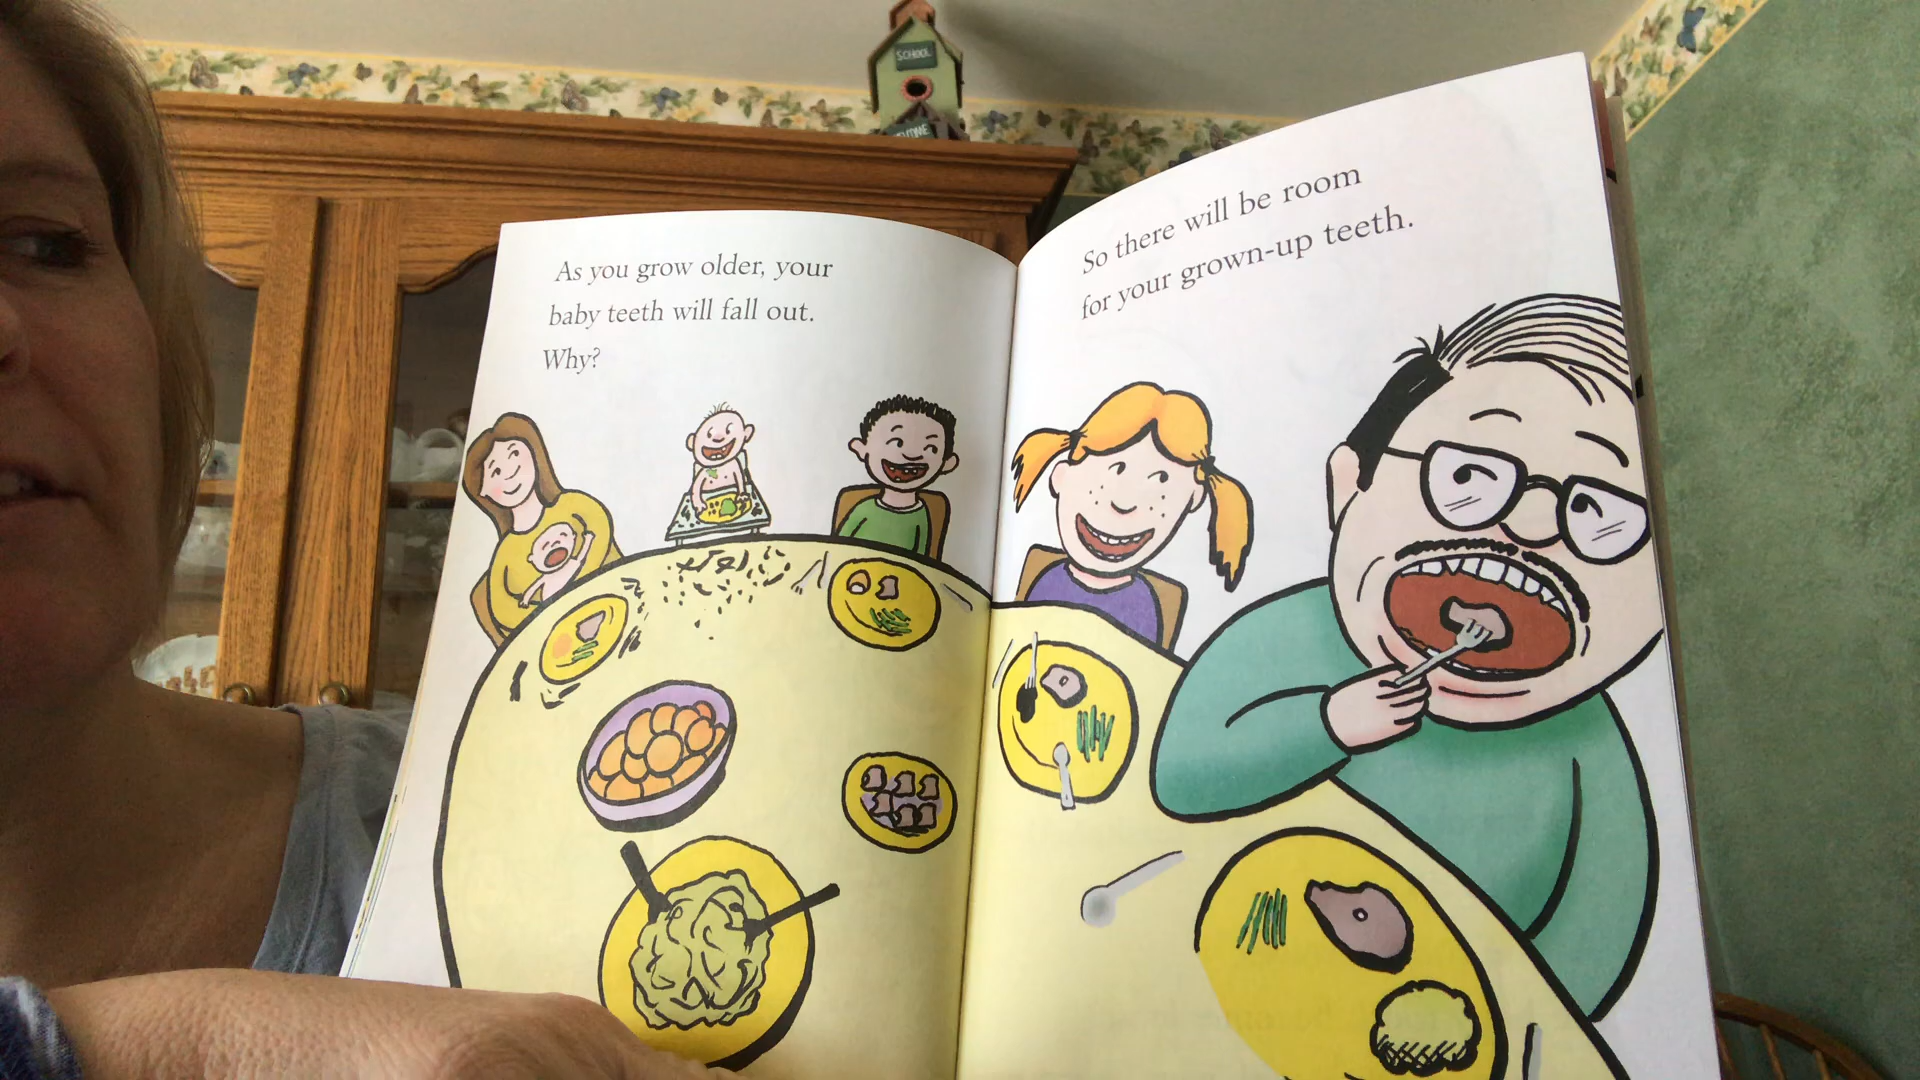 SCHOOL
As you grow older, your
baby teeth will fall out.
Why?
So there will be room
for your grown-up teeth.